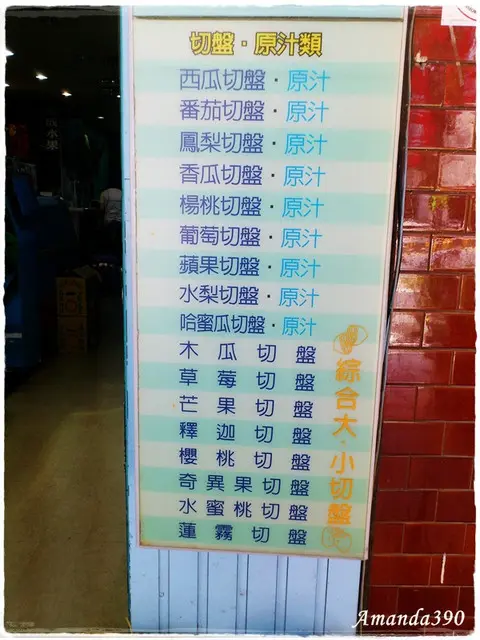 切盤・原汁類
西瓜切盤・原汁
番茄切盤・原汁
鳳梨切盤・原汁
香瓜切盤・原汁
楊桃切盤・原汁
葡萄切盤・原汁
蘋果切盤・原汁
水梨切盤・原汁
哈蜜瓜切盤・原汁
木瓜切盤
草莓切盤
芒果切盤
釋迦切盤
櫻桃切盤
奇異果切盤
水蜜桃切盤
蓮霧切盤
綜合大・小切盤
水果
Amanda390